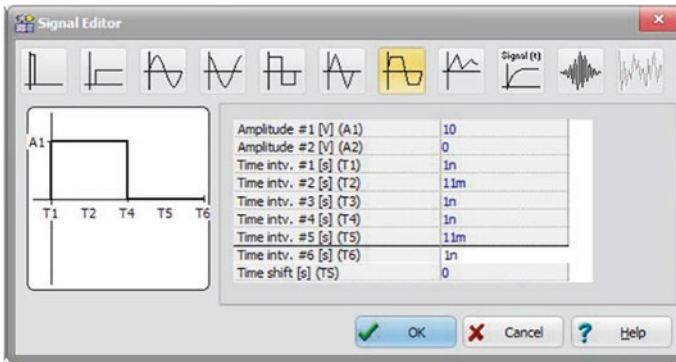 Signal Editor
Signal (t)
A1
T1 T2 T4 T5 T6
Amplitude #1 [V] (A1) 10
Amplitude #2 [V] (A2) 0
Time intv. #1 [s] (T1) 1n
Time intv. #2 [s] (T2) 11m
Time intv. #3 [s] (T3) 1n
Time intv. #4 [s] (T4) 1n
Time intv. #5 [s] (T5) 11m
Time intv. #6 [s] (T6) 1n
Time shift [s] (TS) 0
OK Cancel ? Help